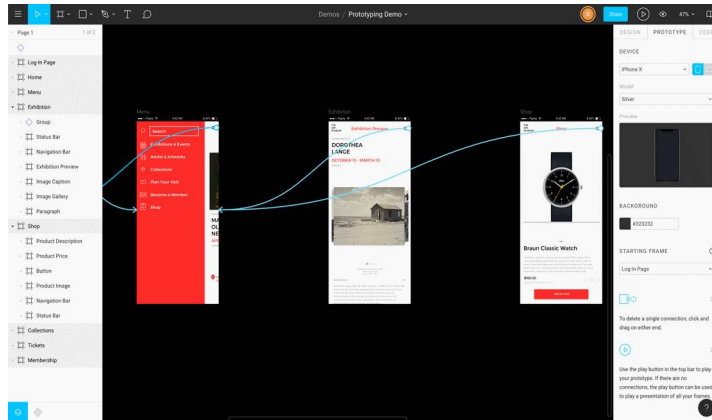 Demos / Prototyping Demo
Share
47%
Page 1
1 of 2
Log-In Page
Home
Menu
Exhibition
Group
Status Bar
Navigation Bar
Exhibition Preview
Image Caption
Image Gallery
Paragraph
Shop
Product Description
Product Price
Button
Product Image
Navigation Bar
Status Bar
Collections
Tickets
Membership
Menu
Search
Exhibitions & Events
Artists & Artworks
Collections
Plan Your Visit
Become a Member
Shop
Exhibition
Exhibition Preview
DOROTHEA
LANGE
OCTOBER 15 - MARCH 10
Shop
Shop
Braun Classic Watch
DESIGN
PROTOTYPE
CODE
DEVICE
iPhone X
Model
Silver
Preview
BACKGROUND
#323232
STARTING FRAME
Log-In Page
To delete a single connection, click and
drag on either end.
Use the play button in the top bar to play
your prototype. If there are no
connections, the play button can be used
to play a presentation of all your frames.
?